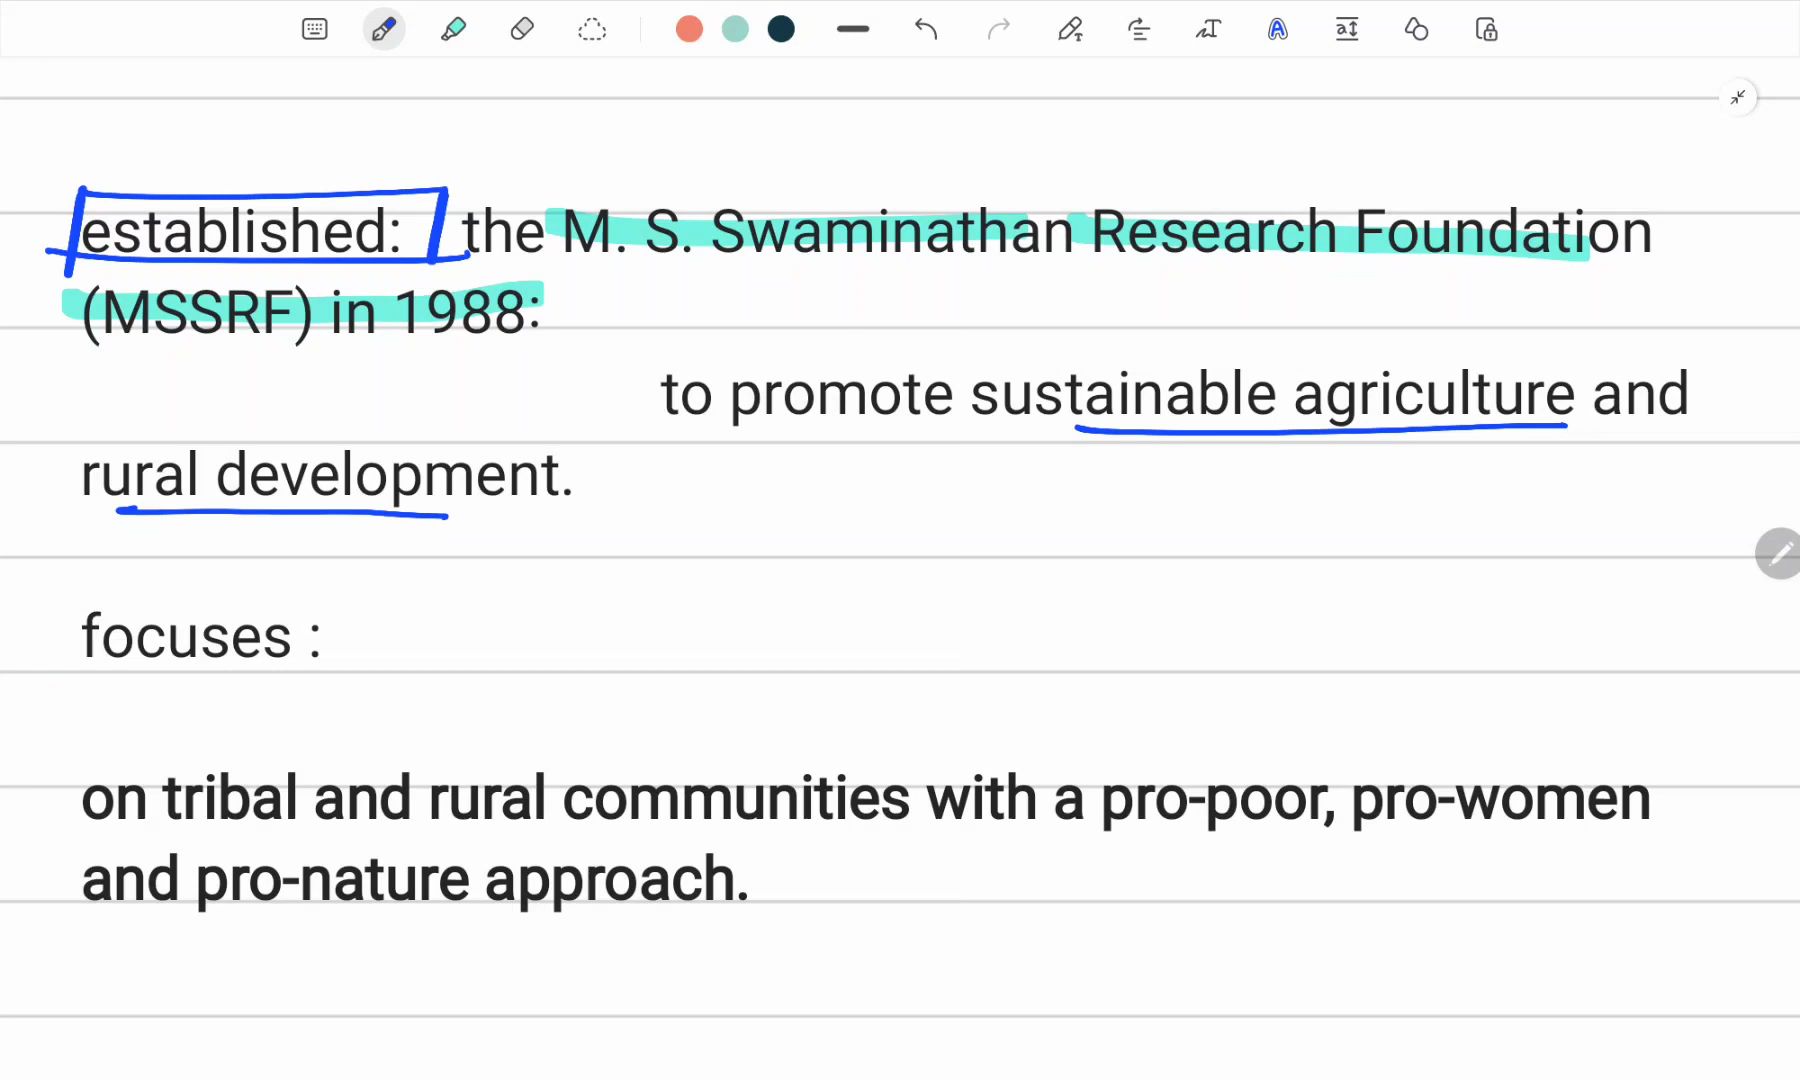 established: the M. S. Swaminathan Research Foundation
(MSSRF) in 1988:
to promote sustainable agriculture and
rural development.
focuses :
on tribal and rural communities with a pro-poor, pro-women
and pro-nature approach.